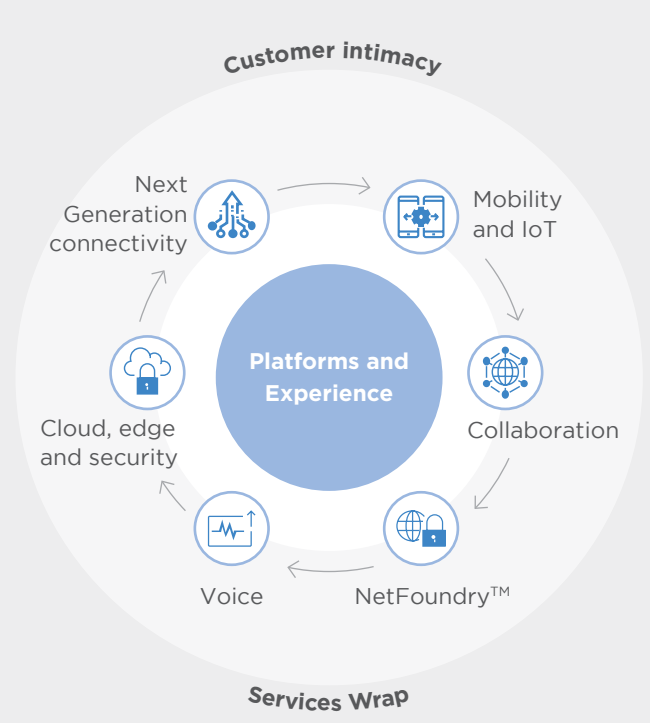 Customer intimacy
Next
Generation
connectivity
Mobility
and IoT
Platforms and
Experience
Cloud, edge
and security
Collaboration
Voice
NetFoundry™
Services Wrap